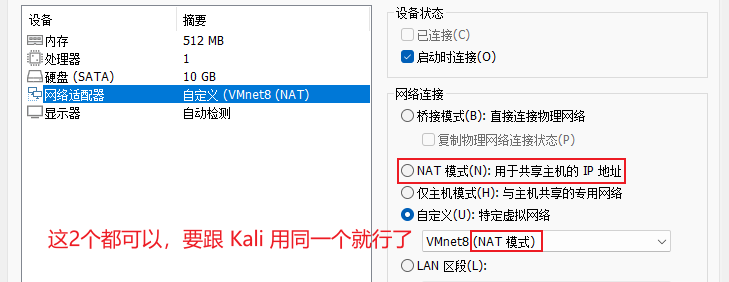 设备 摘要
内存 512 MB
处理器 1
硬盘 (SATA) 10 GB
网络适配器 自定义 (VMnet8 (NAT)
显示器 自动检测
设备状态
已连接(C)
启动时连接(O)
网络连接
桥接模式(B): 直接连接物理网络
复制物理网络连接状态(P)
NAT 模式(N): 用于共享主机的 IP 地址
仅主机模式(H): 与主机共享的专用网络
自定义(U): 特定虚拟网络
这2个都可以，要跟 Kali 用同一个就行了
VMnet8 (NAT 模式)
LAN 区段(L):